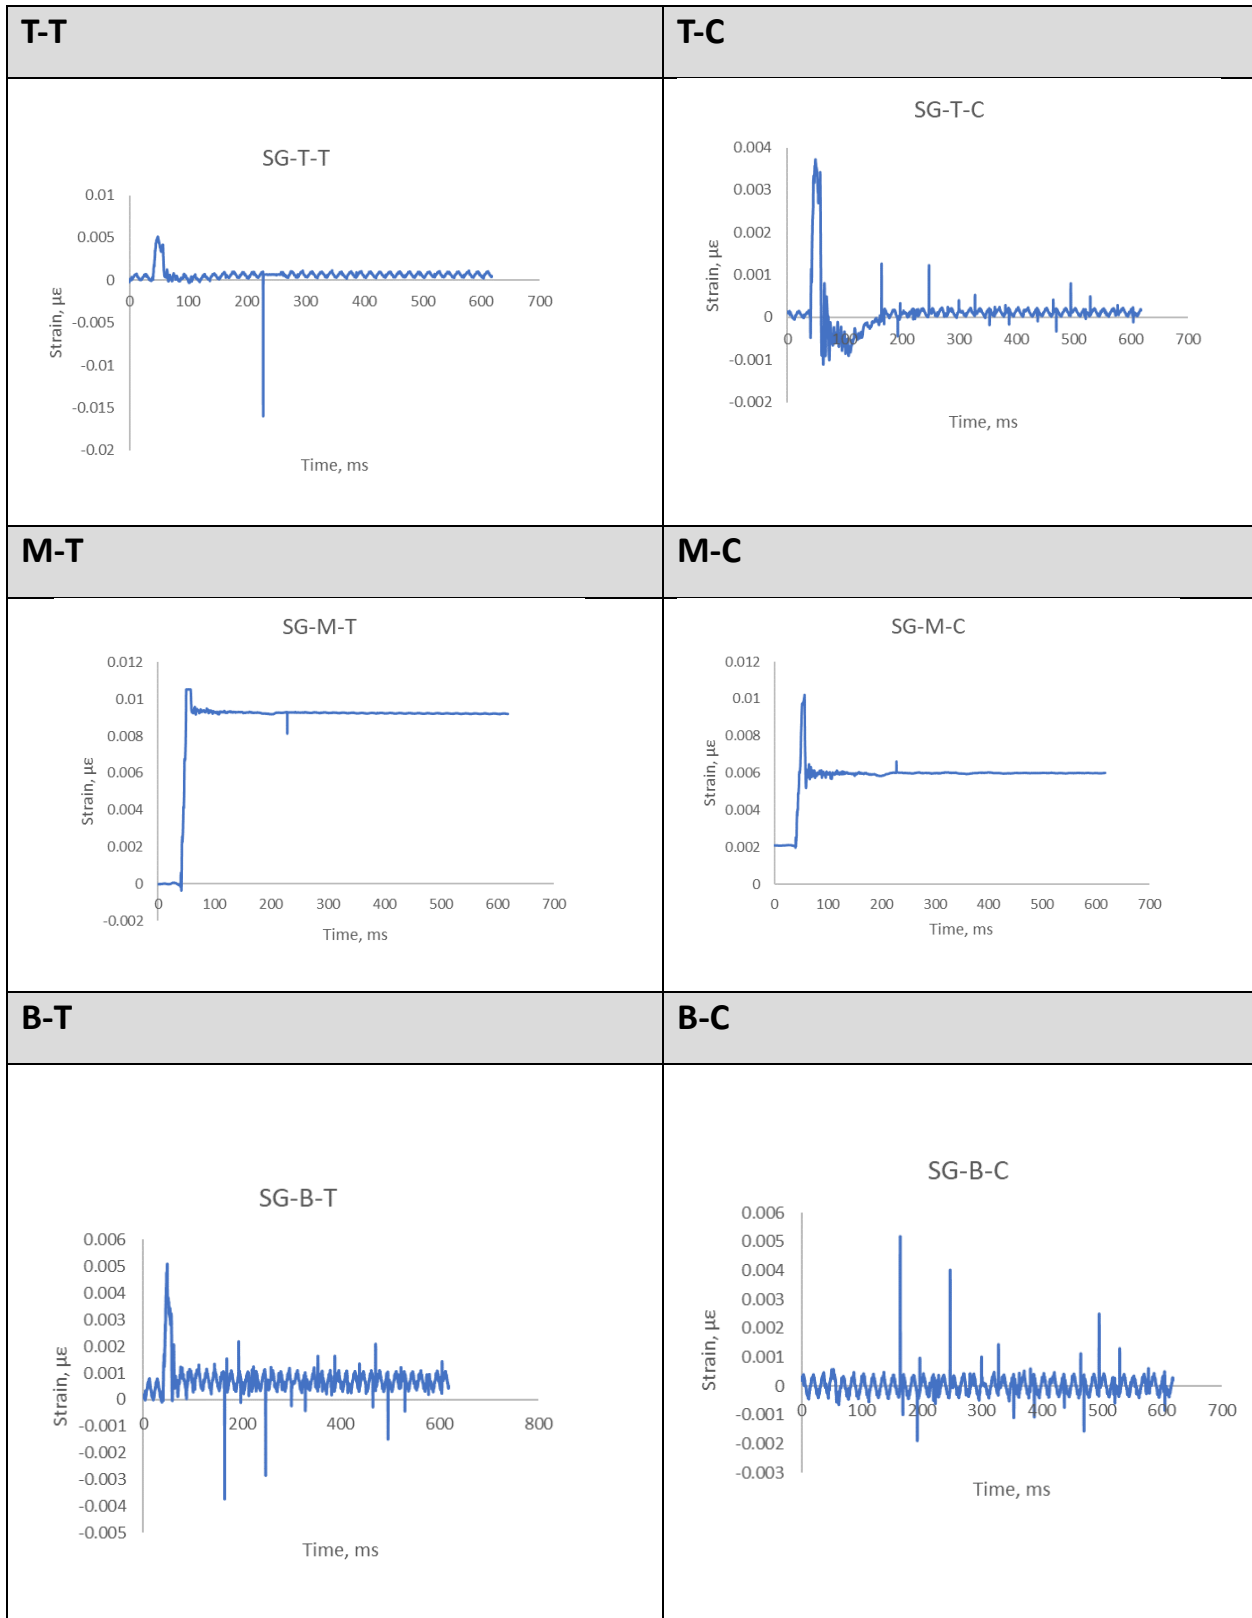 T-T
T-C
SG-T-T
0.01
0.005
0
-0.005
-0.01
-0.015
-0.02
0 100 200 300 400 500 600 700
Strain, µε
Time, ms
SG-T-C
0.004
0.003
0.002
0.001
0
-0.001
-0.002
0 100 200 300 400 500 600 700
Strain, µε
Time, ms
M-T
M-C
SG-M-T
0.012
0.01
0.008
0.006
0.004
0.002
0
-0.002
0 100 200 300 400 500 600 700
Strain, µε
Time, ms
SG-M-C
0.012
0.01
0.008
0.006
0.004
0.002
0
0 100 200 300 400 500 600 700
Strain, µε
Time, ms
B-T
B-C
SG-B-T
0.006
0.005
0.004
0.003
0.002
0.001
0
-0.001
-0.002
-0.003
-0.004
-0.005
0 200 400 600 800
Strain, µε
Time, ms
SG-B-C
0.006
0.005
0.004
0.003
0.002
0.001
0
-0.001
-0.002
-0.003
0 100 200 300 400 500 600 700
Strain, µε
Time, ms